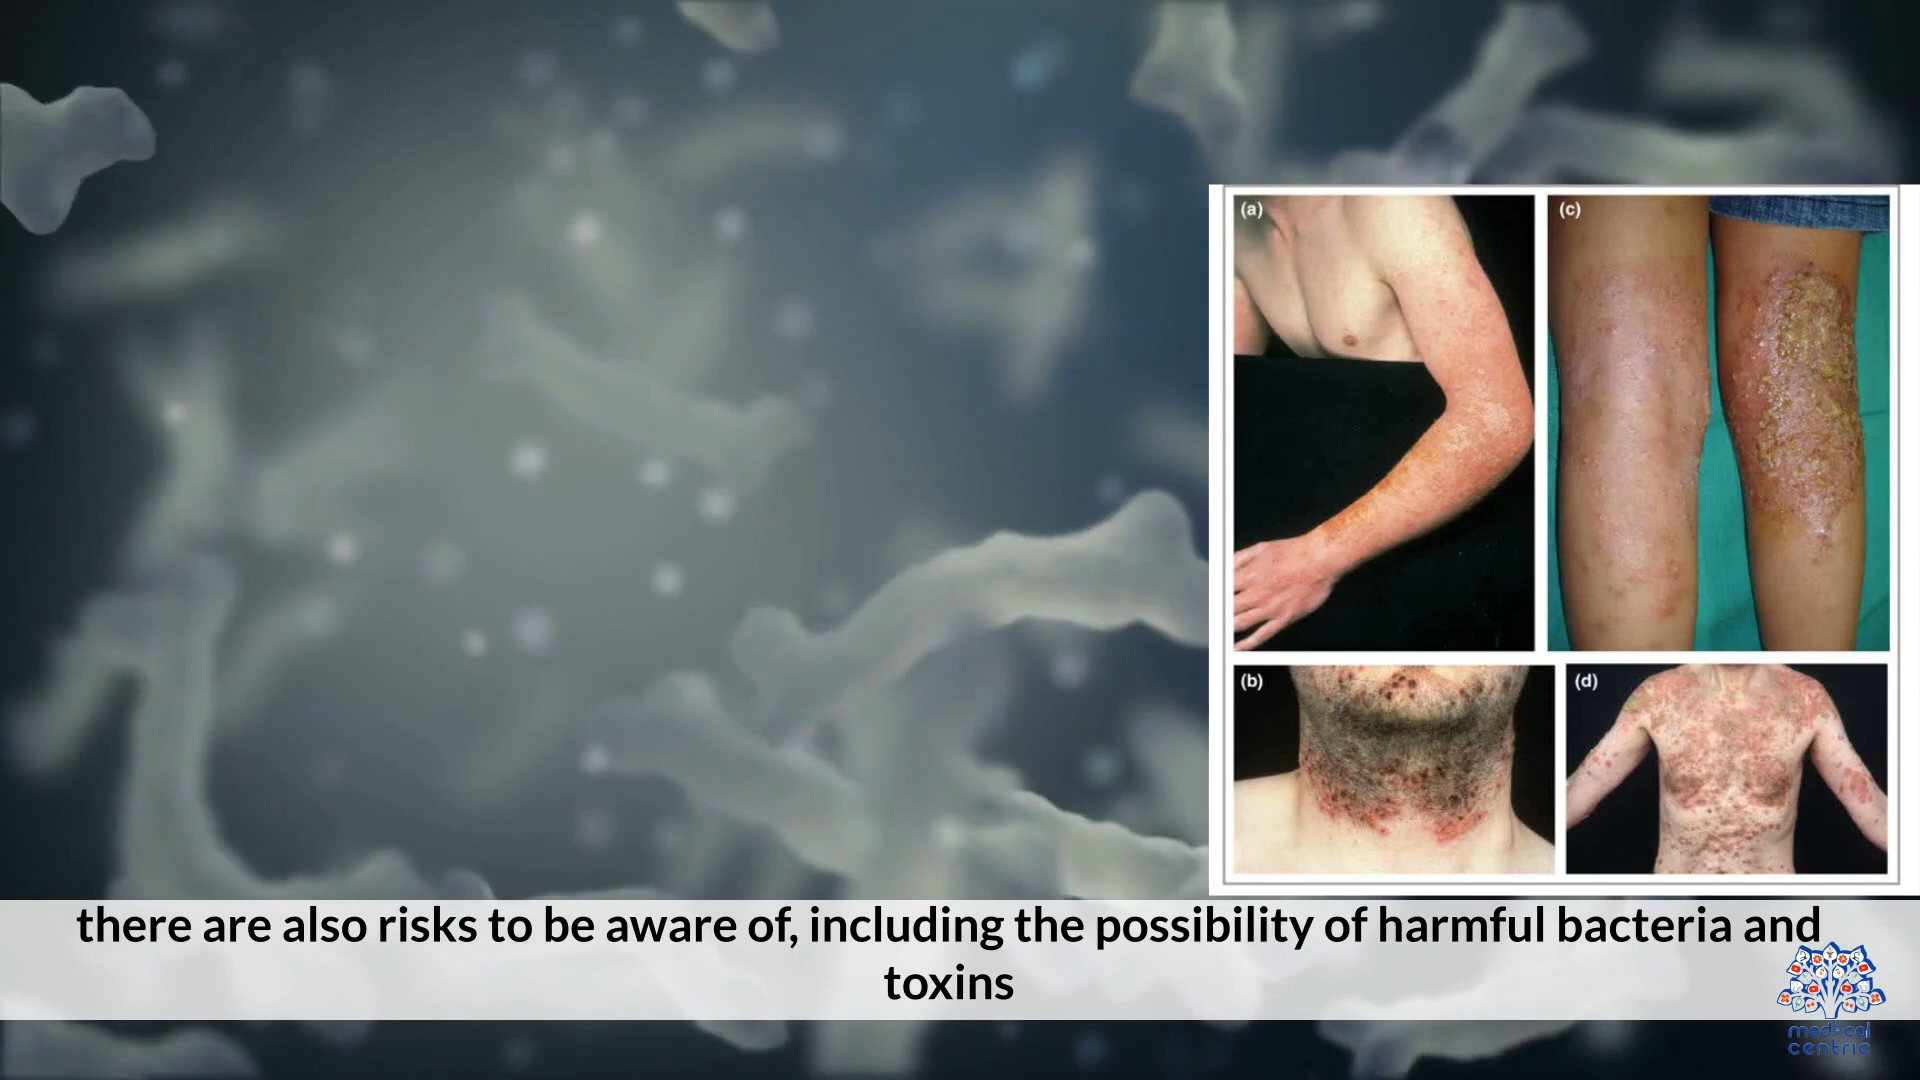 (a)
(c)
(b)
(d)
there are also risks to be aware of, including the possibility of harmful bacteria and
toxins
medical
centric